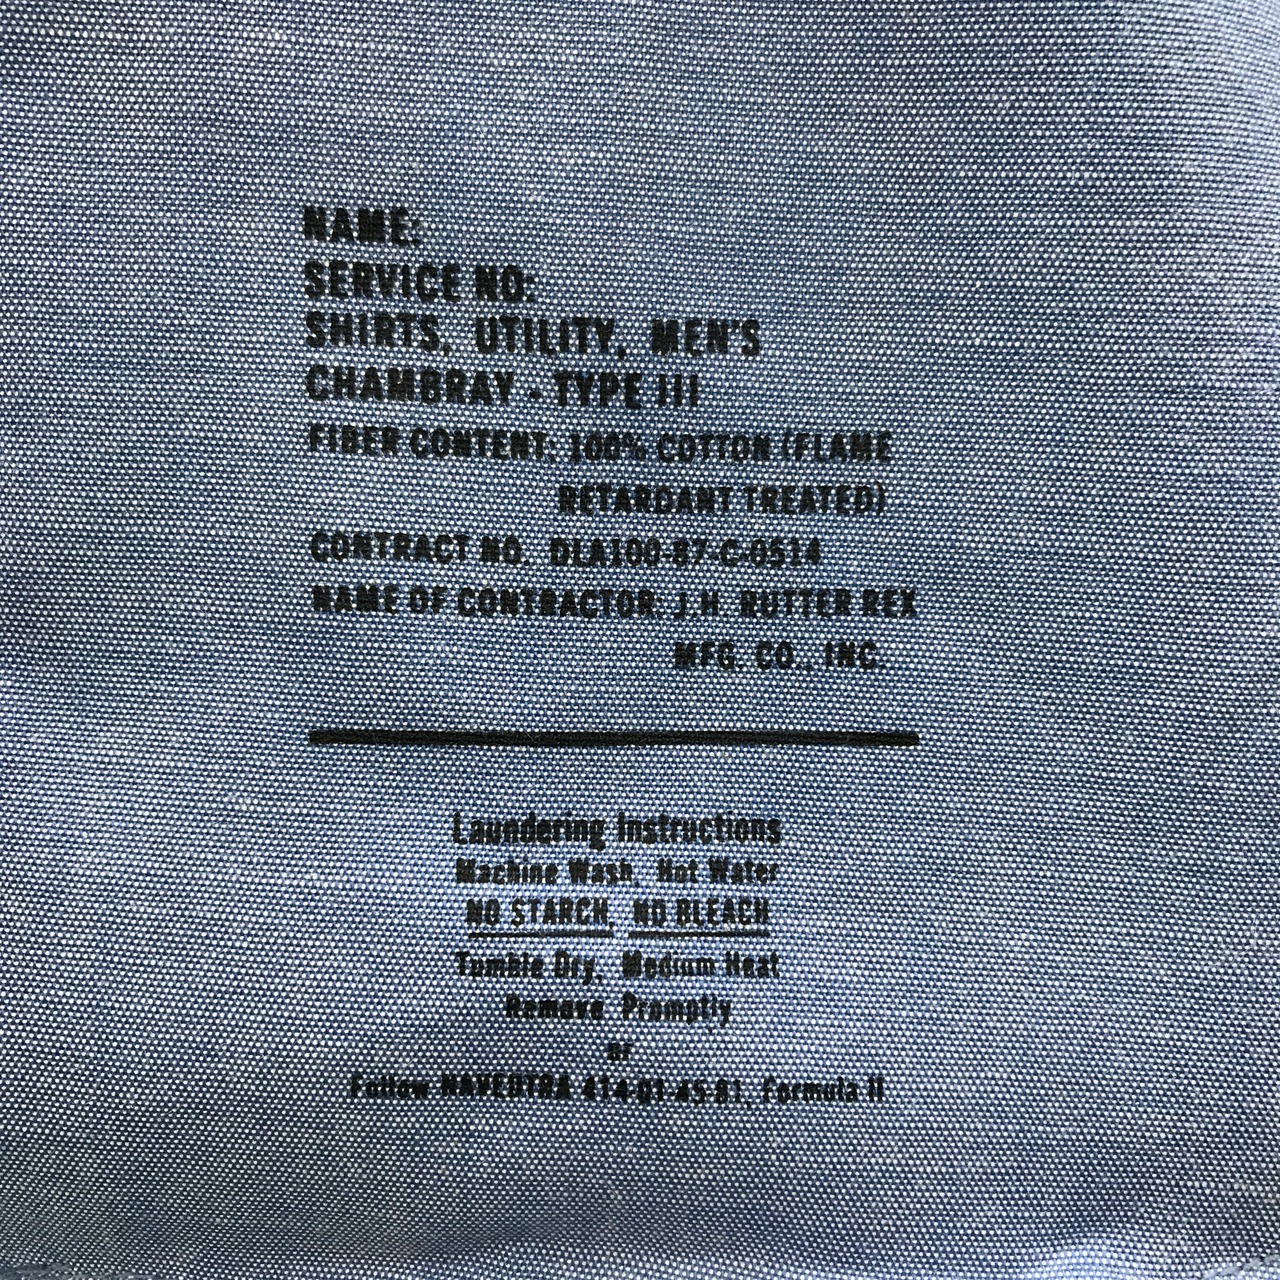 NAME:
SERVICE NO:
SHIRTS, UTILITY, MEN'S
CHAMBRAY - TYPE III
FIBER CONTENT: 100% COTTON (FLAME
RETARDANT TREATED)
CONTRACT NO. DLA100-87-C-0514
NAME OF CONTRACTOR: J.H. RUTTER REX
MFG. CO., INC.
Laundering Instructions
Machine Wash, Hot Water
NO STARCH, NO BLEACH
Tumble Dry, Medium Heat
Remove Promptly
or
Follow NAVEDTRA 414-01-45-81, Formula II